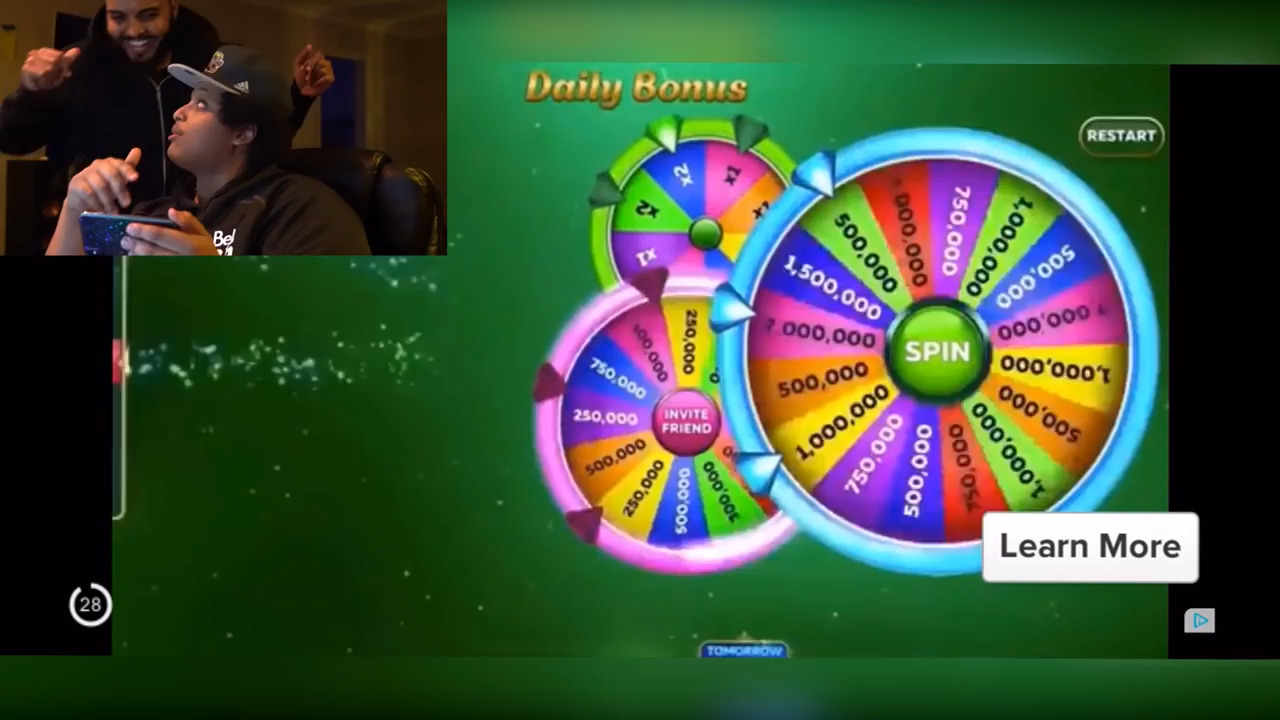 Daily Bonus
RESTART
x2
x1
x2
x1
500,000
750,000
1,000,000
500,000
1,500,000
000,000
1,000,000
500,000
1,000,000
750,000
500,000
750,000
1,000,000
500,000
SPIN
250,000
750,000
250,000
500,000
250,000
500,000
INVITE
FRIEND
Bel
Learn More
28
TOMORROW